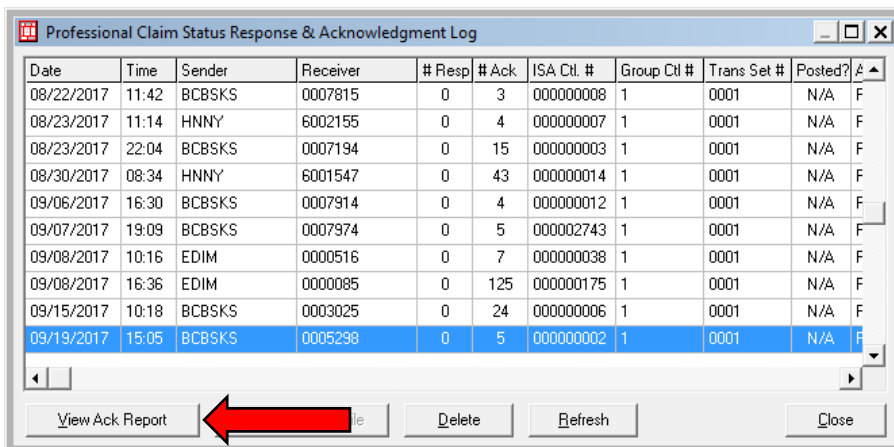 Professional Claim Status Response & Acknowledgment Log
Date Time Sender Receiver # Resp # Ack ISA Ctl. # Group Ctl # Trans Set # Posted? A
08/22/2017 11:42 BCBSKS 0007815 0 3 000000008 1 0001 N/A F
08/23/2017 11:14 HNNY 6002155 0 4 000000007 1 0001 N/A F
08/23/2017 22:04 BCBSKS 0007194 0 15 000000003 1 0001 N/A F
08/30/2017 08:34 HNNY 6001547 0 43 000000014 1 0001 N/A F
09/06/2017 16:30 BCBSKS 0007914 0 4 000000012 1 0001 N/A F
09/07/2017 19:09 BCBSKS 0007974 0 5 000002743 1 0001 N/A F
09/08/2017 10:16 EDIM 0000516 0 7 000000038 1 0001 N/A F
09/08/2017 16:36 EDIM 0000085 0 125 000000175 1 0001 N/A F
09/15/2017 10:18 BCBSKS 0003025 0 24 000000006 1 0001 N/A F
09/19/2017 15:05 BCBSKS 0005298 0 5 000000002 1 0001 N/A F
View Ack Report Delete Refresh Close